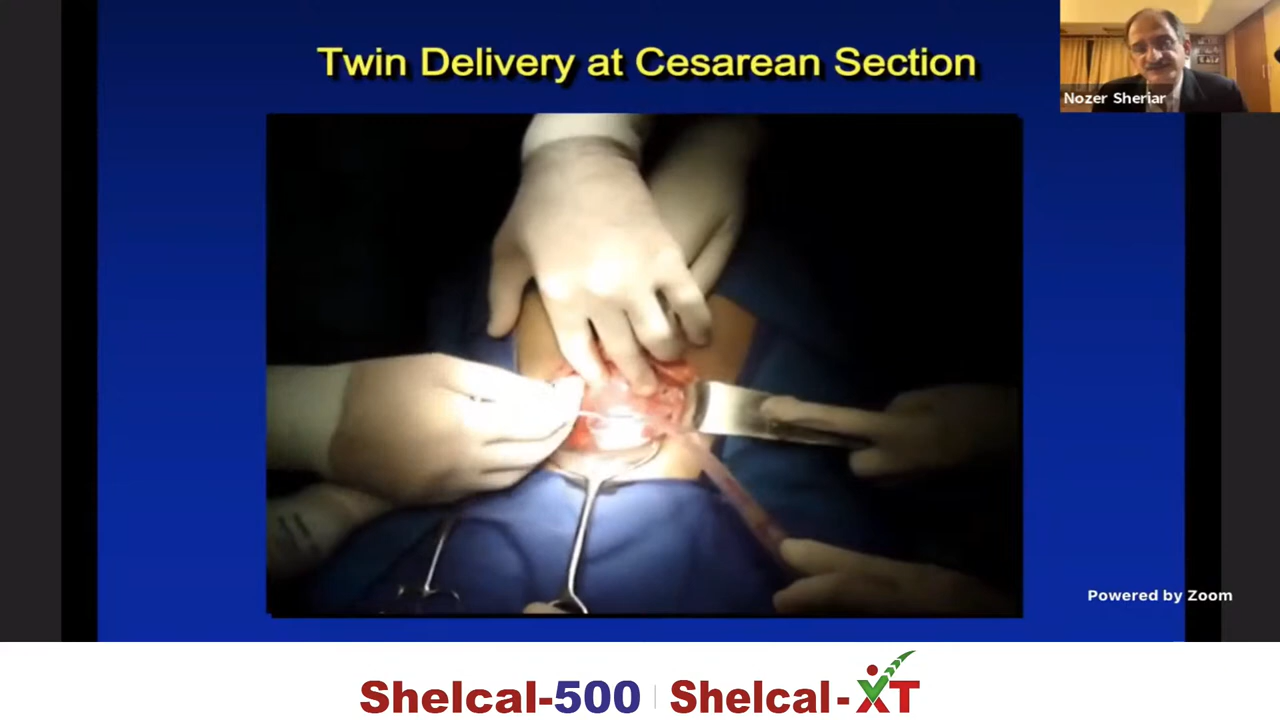 Twin Delivery at Cesarean Section
Nozer Sheriar
Powered by Zoom
Shelcal-500 | Shelcal-XT